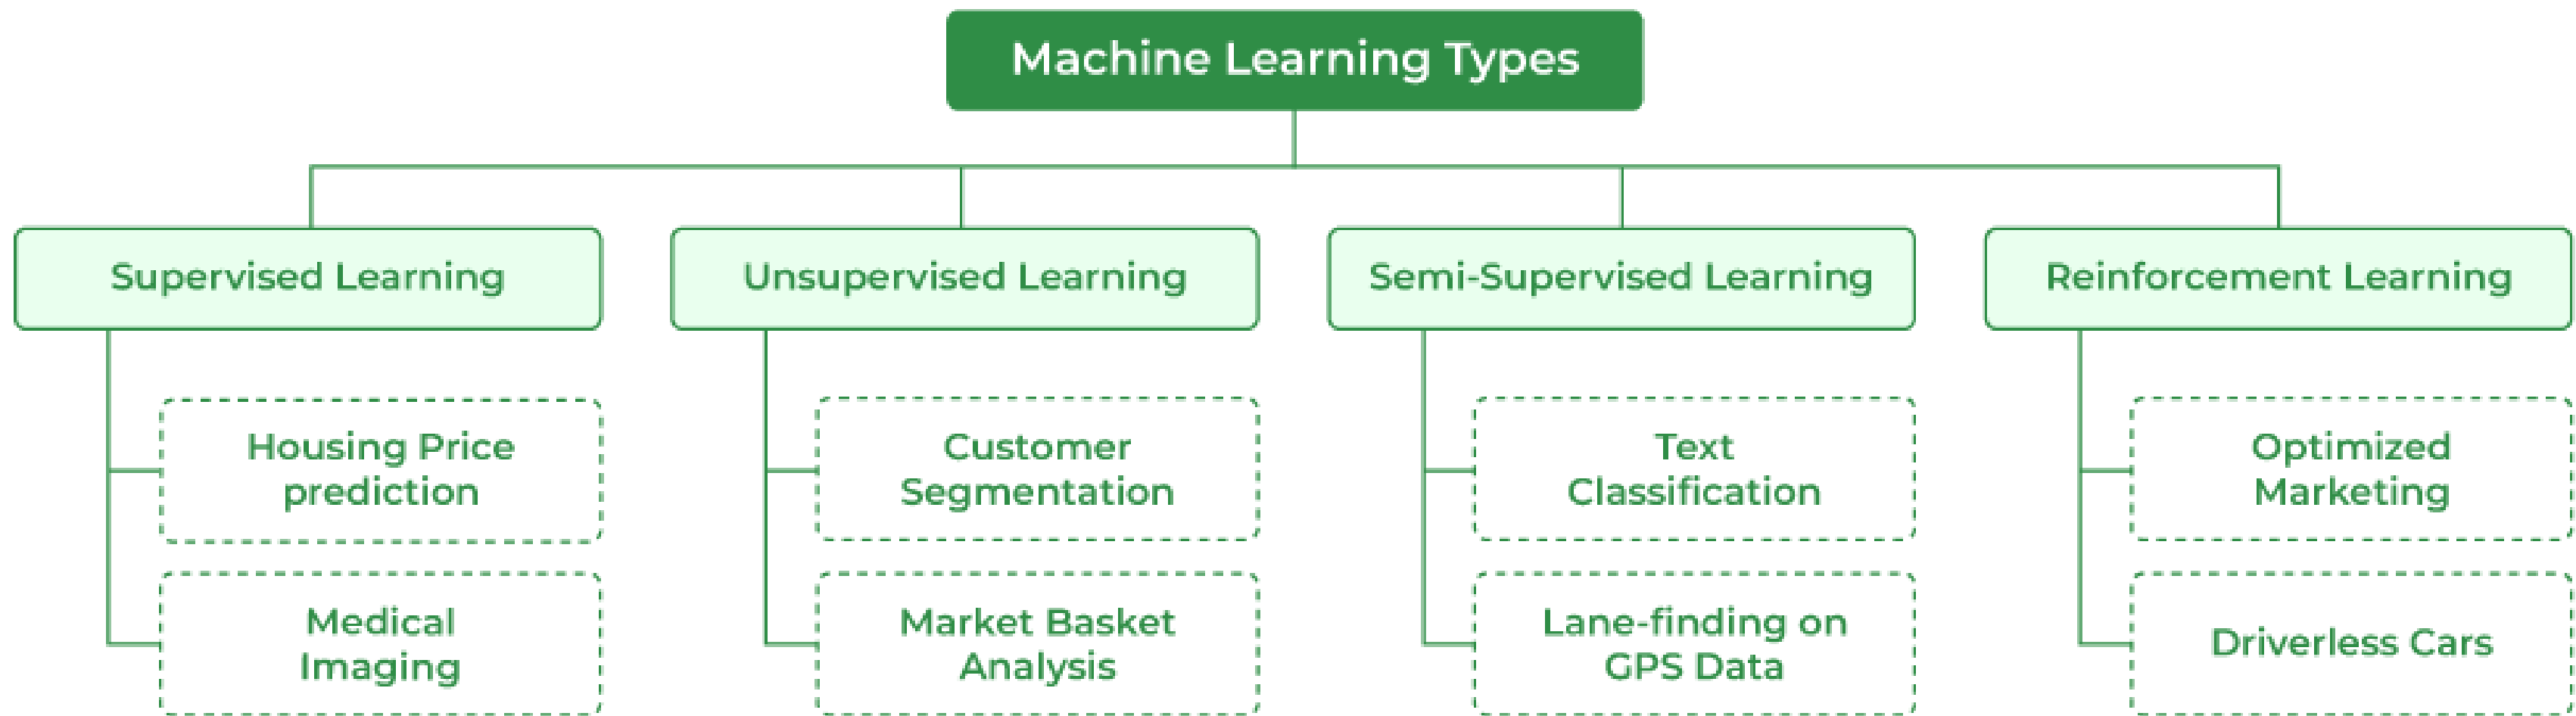 Machine Learning Types
Supervised Learning
Unsupervised Learning
Semi-Supervised Learning
Reinforcement Learning
Housing Price
prediction
Customer
Segmentation
Text
Classification
Optimized
Marketing
Medical
Imaging
Market Basket
Analysis
Lane-finding on
GPS Data
Driverless Cars